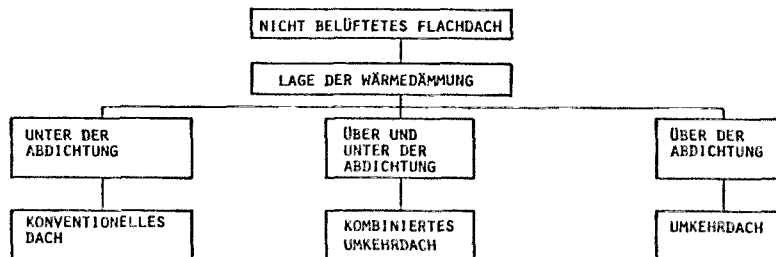 NICHT BELÜFTETES FLACHDACH
LAGE DER WÄRMEDÄMMUNG
UNTER DER
ABDICHTUNG
ÜBER UND
UNTER DER
ABDICHTUNG
ÜBER DER
ABDICHTUNG
KONVENTIONELLES
DACH
KOMBINIERTES
UMKEHRDACH
UMKEHRDACH